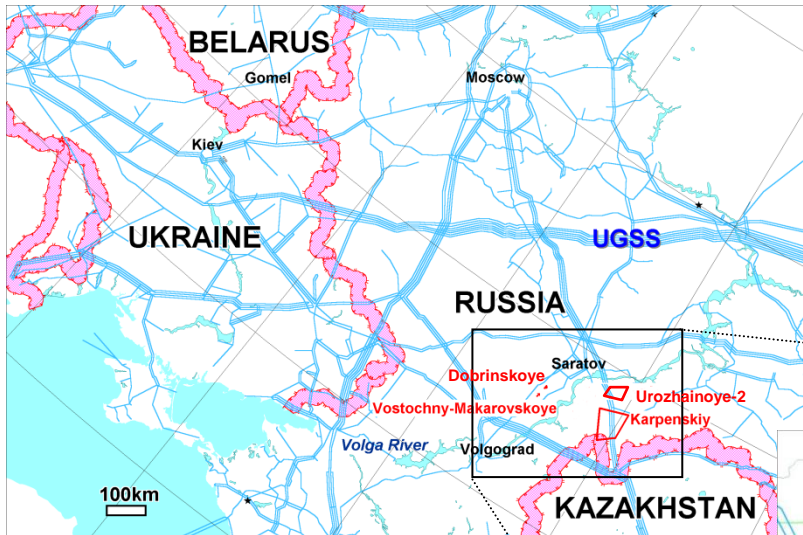 BELARUS
Gomel
Moscow
Kiev
UKRAINE
UGSS
RUSSIA
Saratov
Dobrinskoye
Urozhainoye-2
Vostochny-Makarovskoye
Karpenskiy
Volga River
Volgograd
100km
KAZAKHSTAN